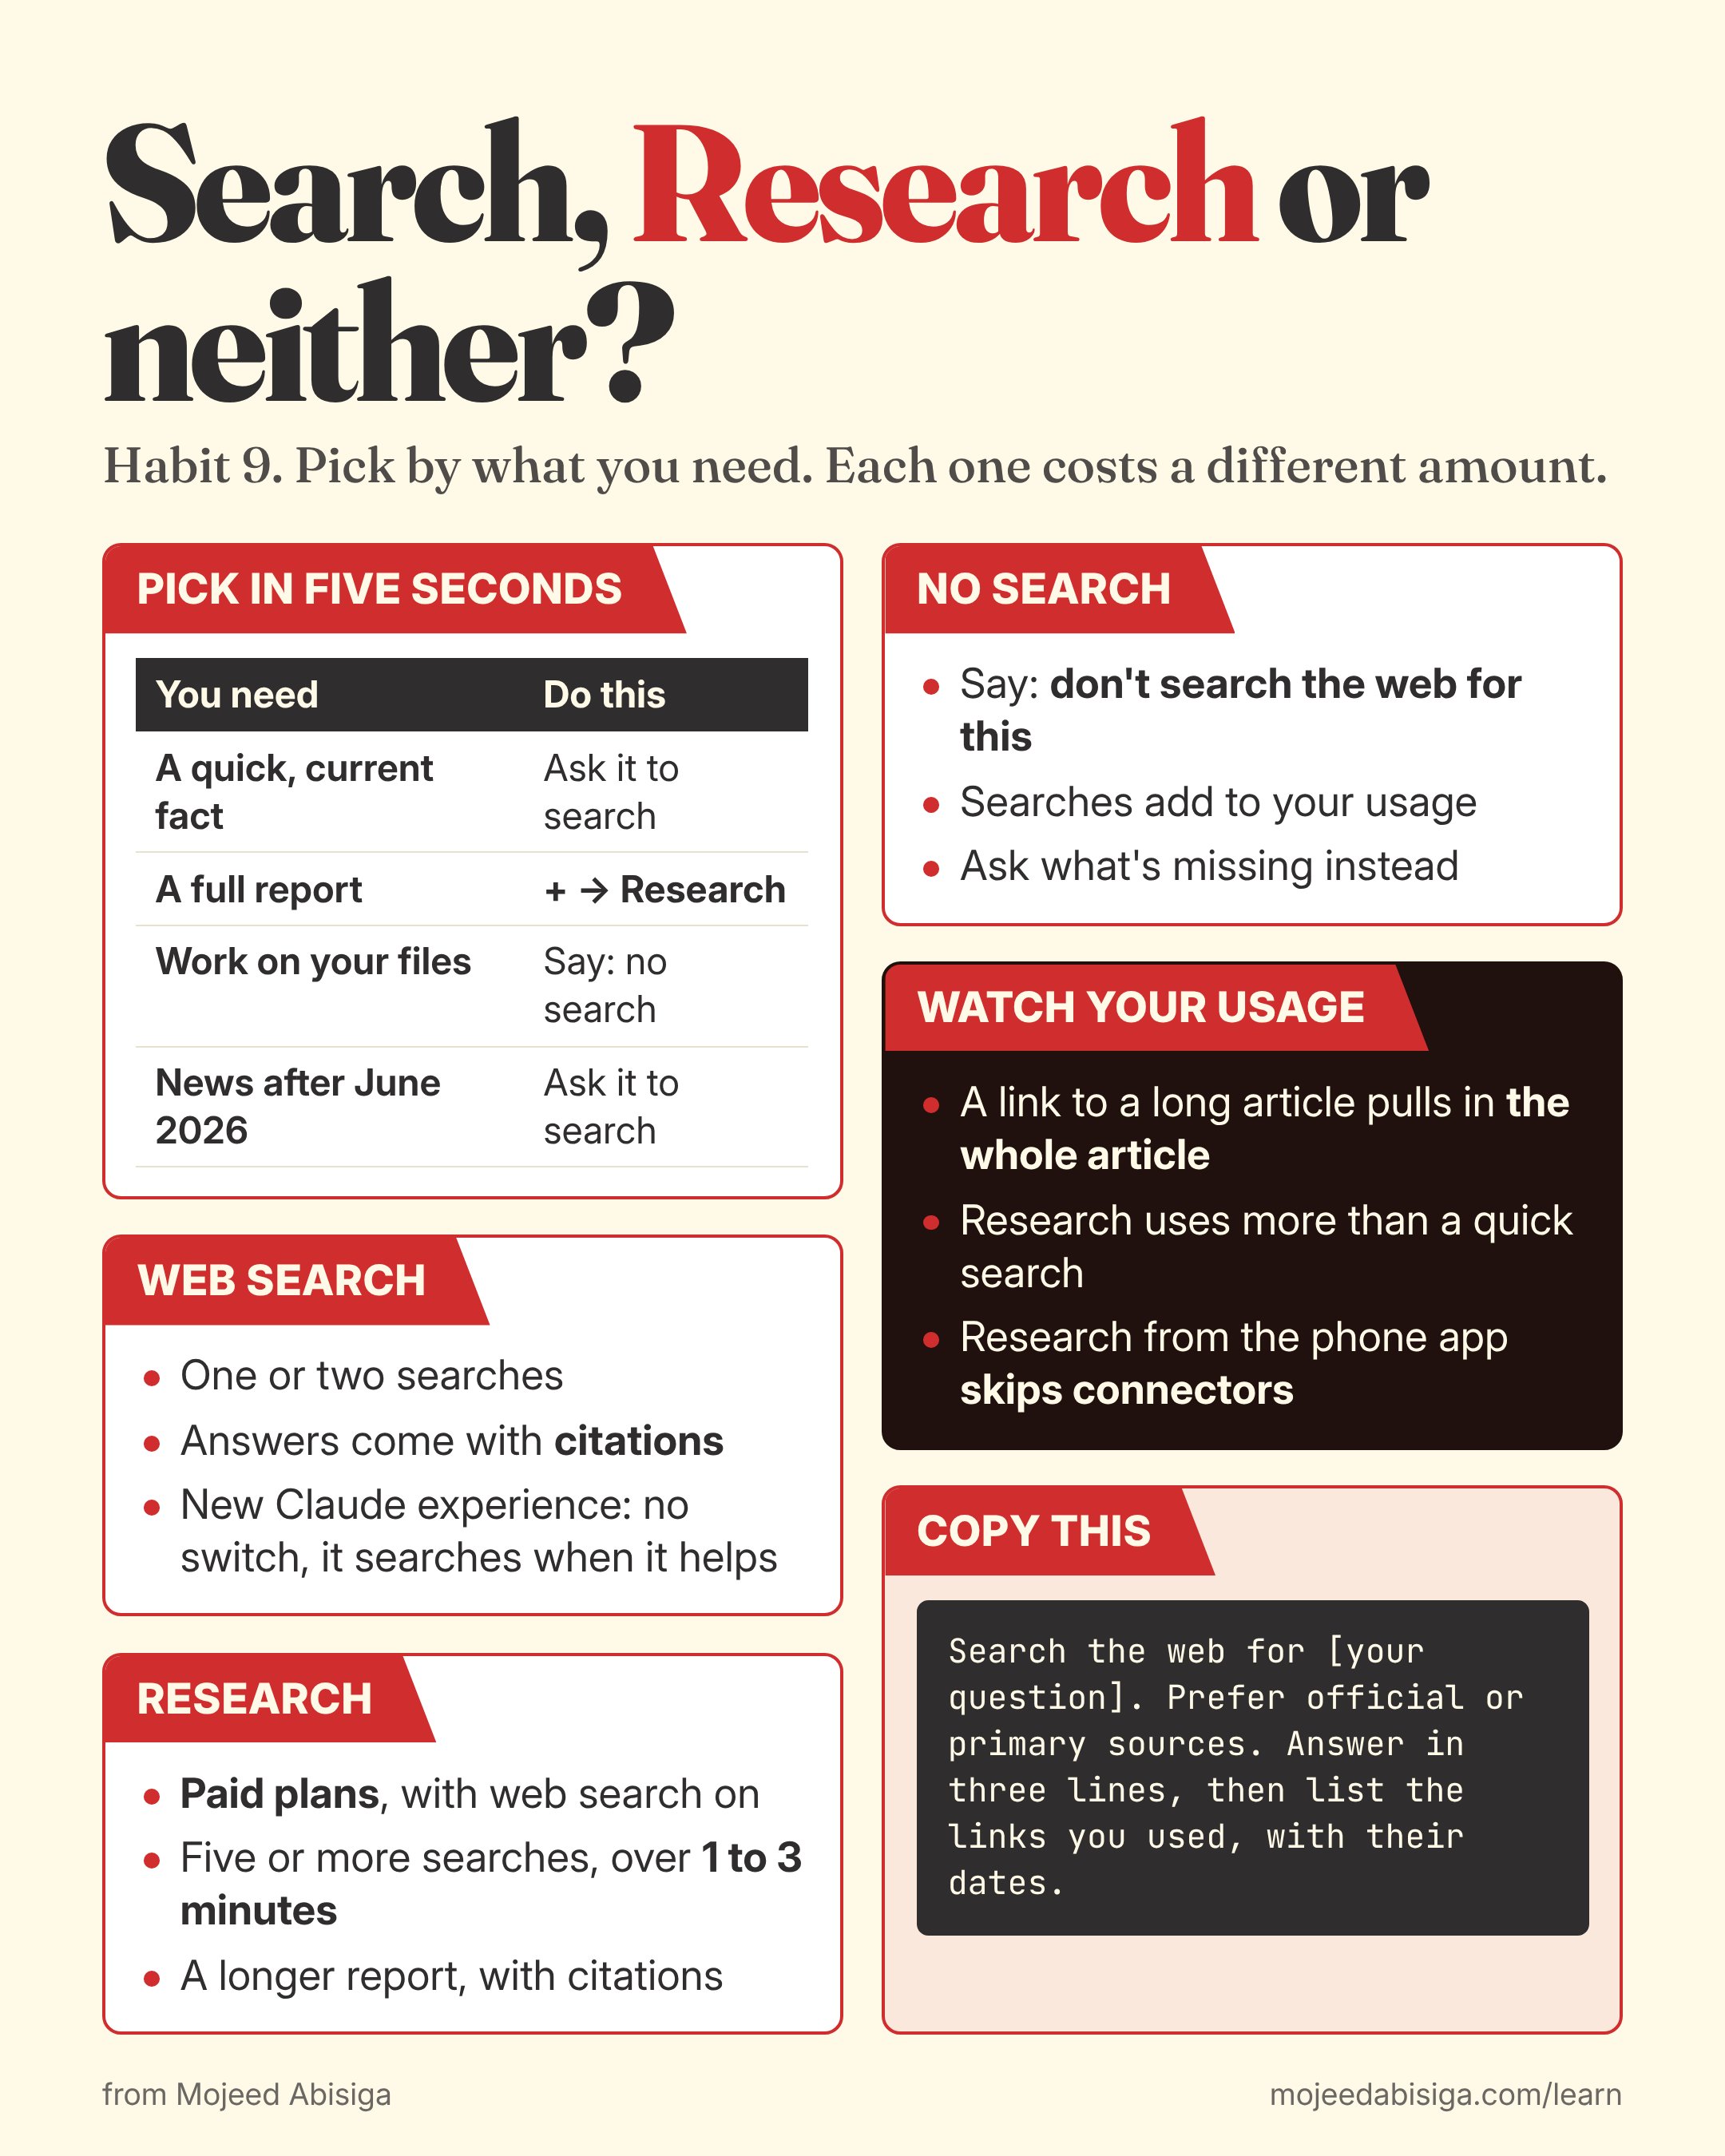 Search, Research or
neither?
Habit 9. Pick by what you need. Each one costs a different amount.
PICK IN FIVE SECONDS
You need Do this
A quick, current
fact
Ask it to
search
A full report + → Research
Work on your files
Say: no
search
News after June
2026
Ask it to
search
WEB SEARCH
• One or two searches
• Answers come with citations
• New Claude experience: no
switch, it searches when it helps
RESEARCH
• Paid plans, with web search on
• Five or more searches, over 1 to 3
minutes
• A longer report, with citations
NO SEARCH
• Say: don't search the web for
this
• Searches add to your usage
• Ask what's missing instead
WATCH YOUR USAGE
• A link to a long article pulls in the
whole article
• Research uses more than a quick
search
• Research from the phone app
skips connectors
COPY THIS
Search the web for [your
question]. Prefer official or
primary sources. Answer in
three lines, then list the
links you used, with their
dates.
from Mojeed Abisiga
mojeedabisiga.com/learn